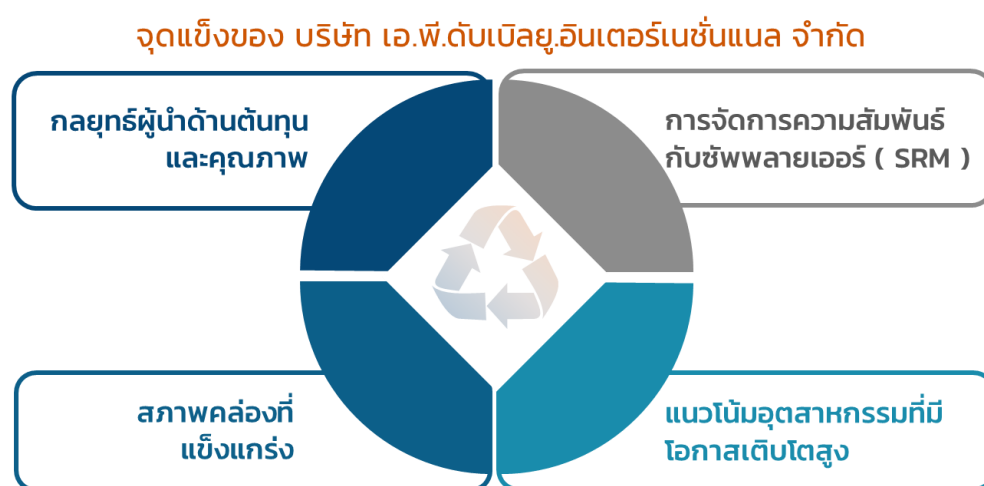 จุดแข็งของ บริษัท เอ.พี.ดับเบิลยู.อินเตอร์เนชั่นแนล จำกัด
กลยุทธ์ผู้นำด้านต้นทุน
และคุณภาพ
การจัดการความสัมพันธ์
กับซัพพลายเออร์ ( SRM )
สภาพคล่องที่
แข็งแกร่ง
แนวโน้มอุตสาหกรรมที่มี
โอกาสเติบโตสูง